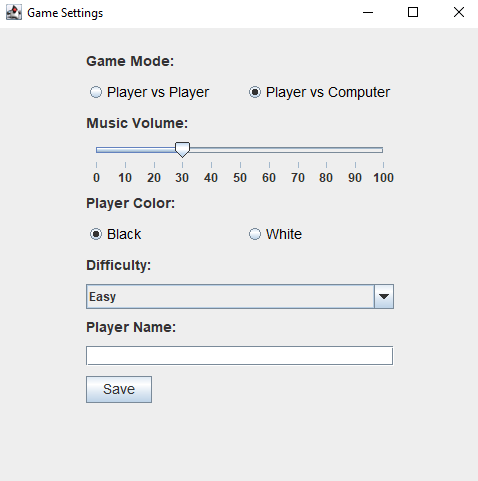 Game Settings
Game Mode:
Player vs Player Player vs Computer
Music Volume:
0 10 20 30 40 50 60 70 80 90 100
Player Color:
Black White
Difficulty:
Easy
Player Name:
Save